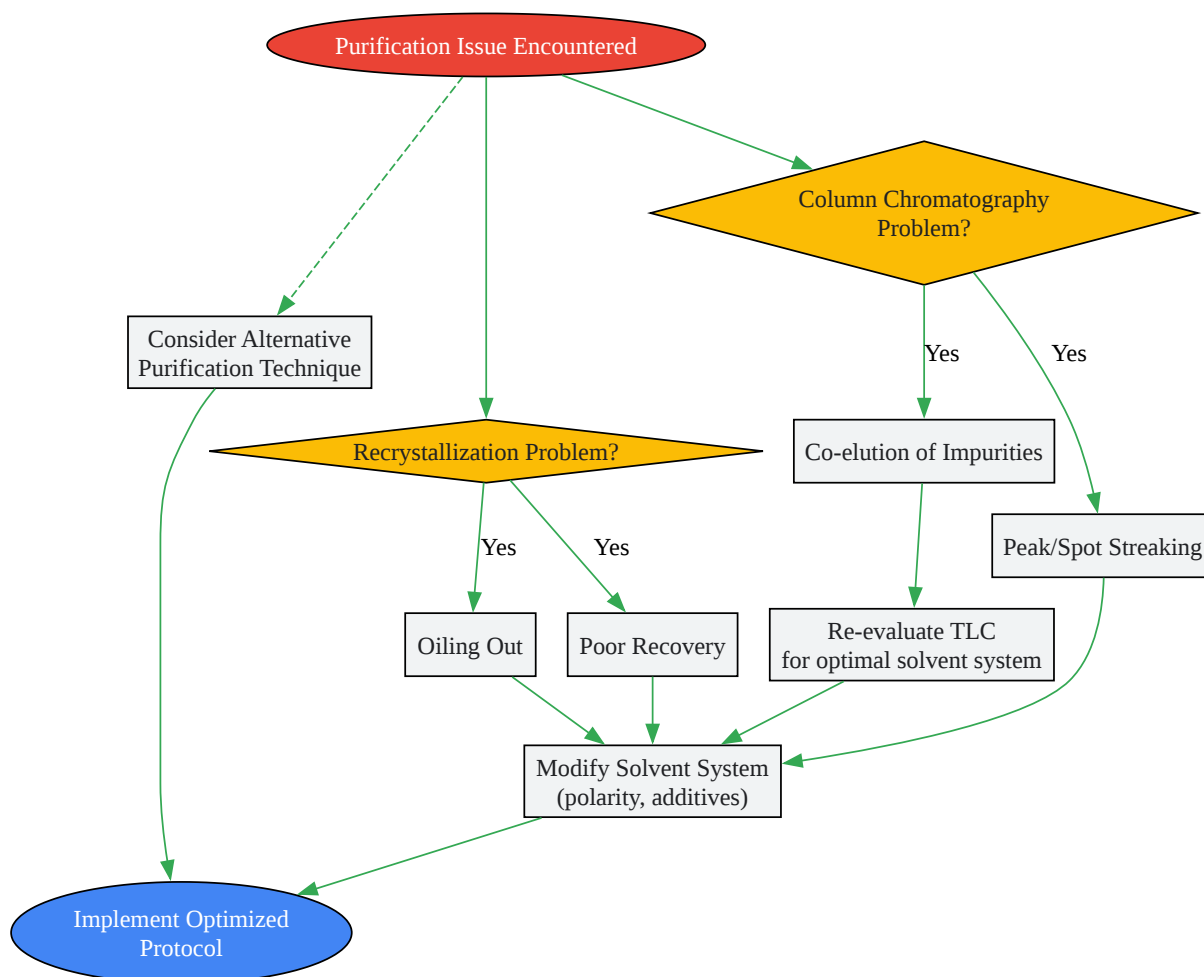 Purification Issue Encountered
Column Chromatography
Problem?
Consider Alternative
Purification Technique
Yes
Yes
Recrystallization Problem?
Co-elution of Impurities
Peak/Spot Streaking
Yes
Yes
Oiling Out
Poor Recovery
Re-evaluate TLC
for optimal solvent system
Modify Solvent System
(polarity, additives)
Implement Optimized
Protocol